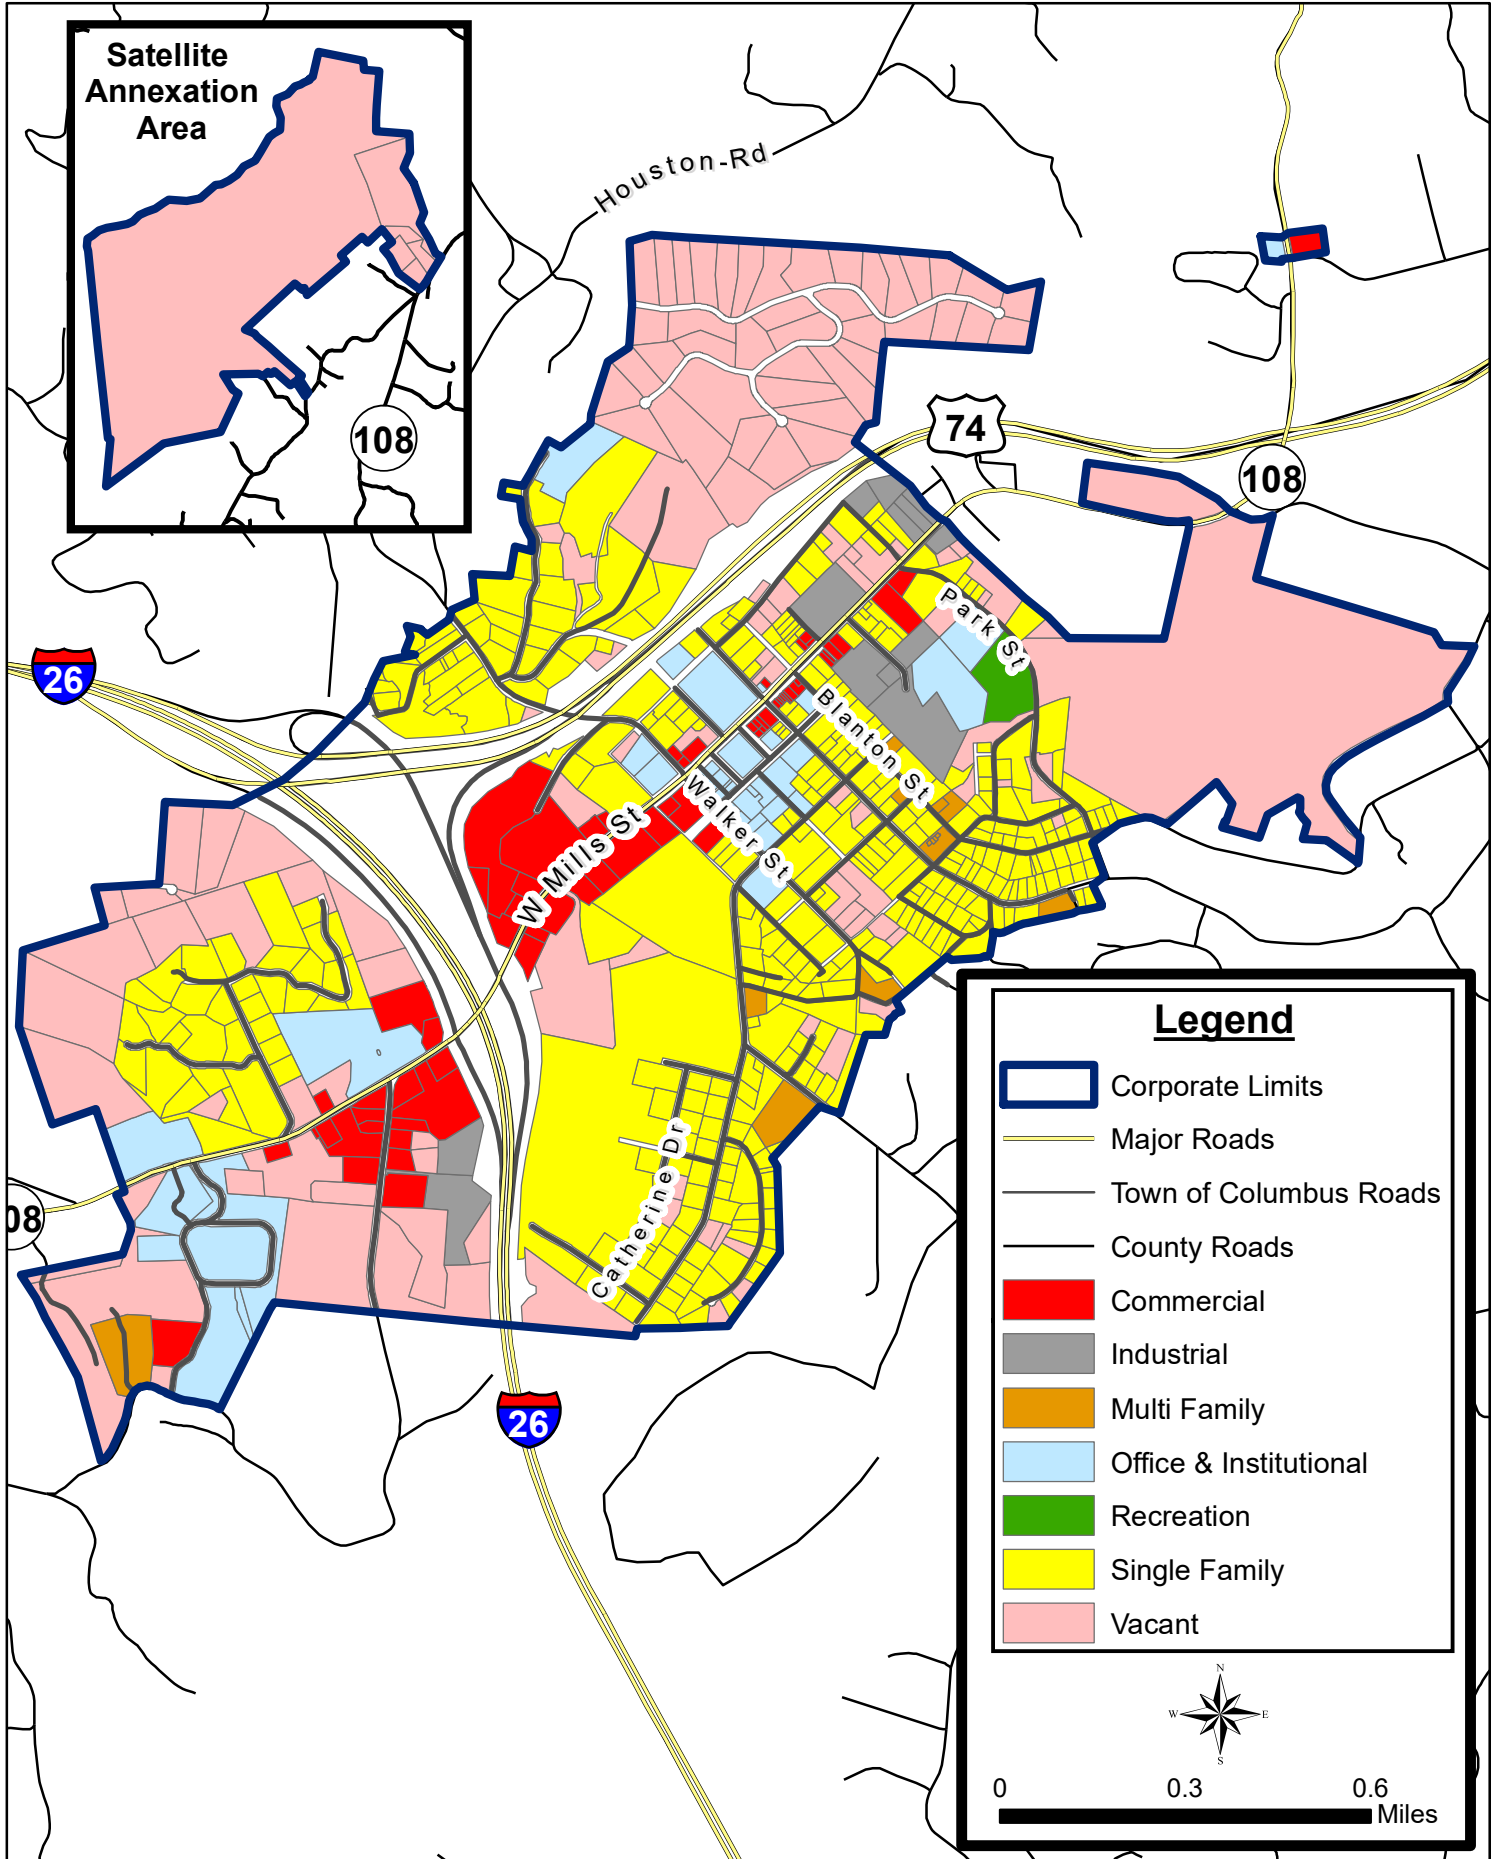 Satellite
Annexation
Area
108
Houston-Rd
74
108
26
Park St
Blanton St
Walker St
W Mills St
Catherine Dr
08
26
Legend
Corporate Limits
Major Roads
Town of Columbus Roads
County Roads
Commercial
Industrial
Multi Family
Office & Institutional
Recreation
Single Family
Vacant
N
W E
S
0 0.3 0.6
Miles